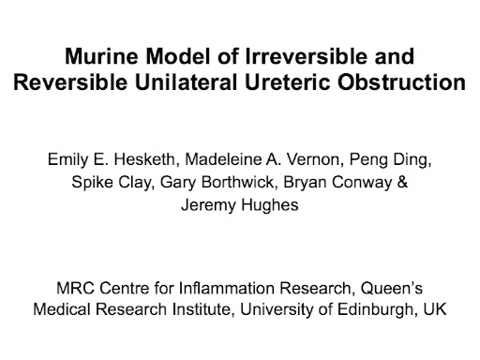 Murine Model of Irreversible and
Reversible Unilateral Ureteric Obstruction
Emily E. Hesketh, Madeleine A. Vernon, Peng Ding,
Spike Clay, Gary Borthwick, Bryan Conway &
Jeremy Hughes
MRC Centre for Inflammation Research, Queen's
Medical Research Institute, University of Edinburgh, UK